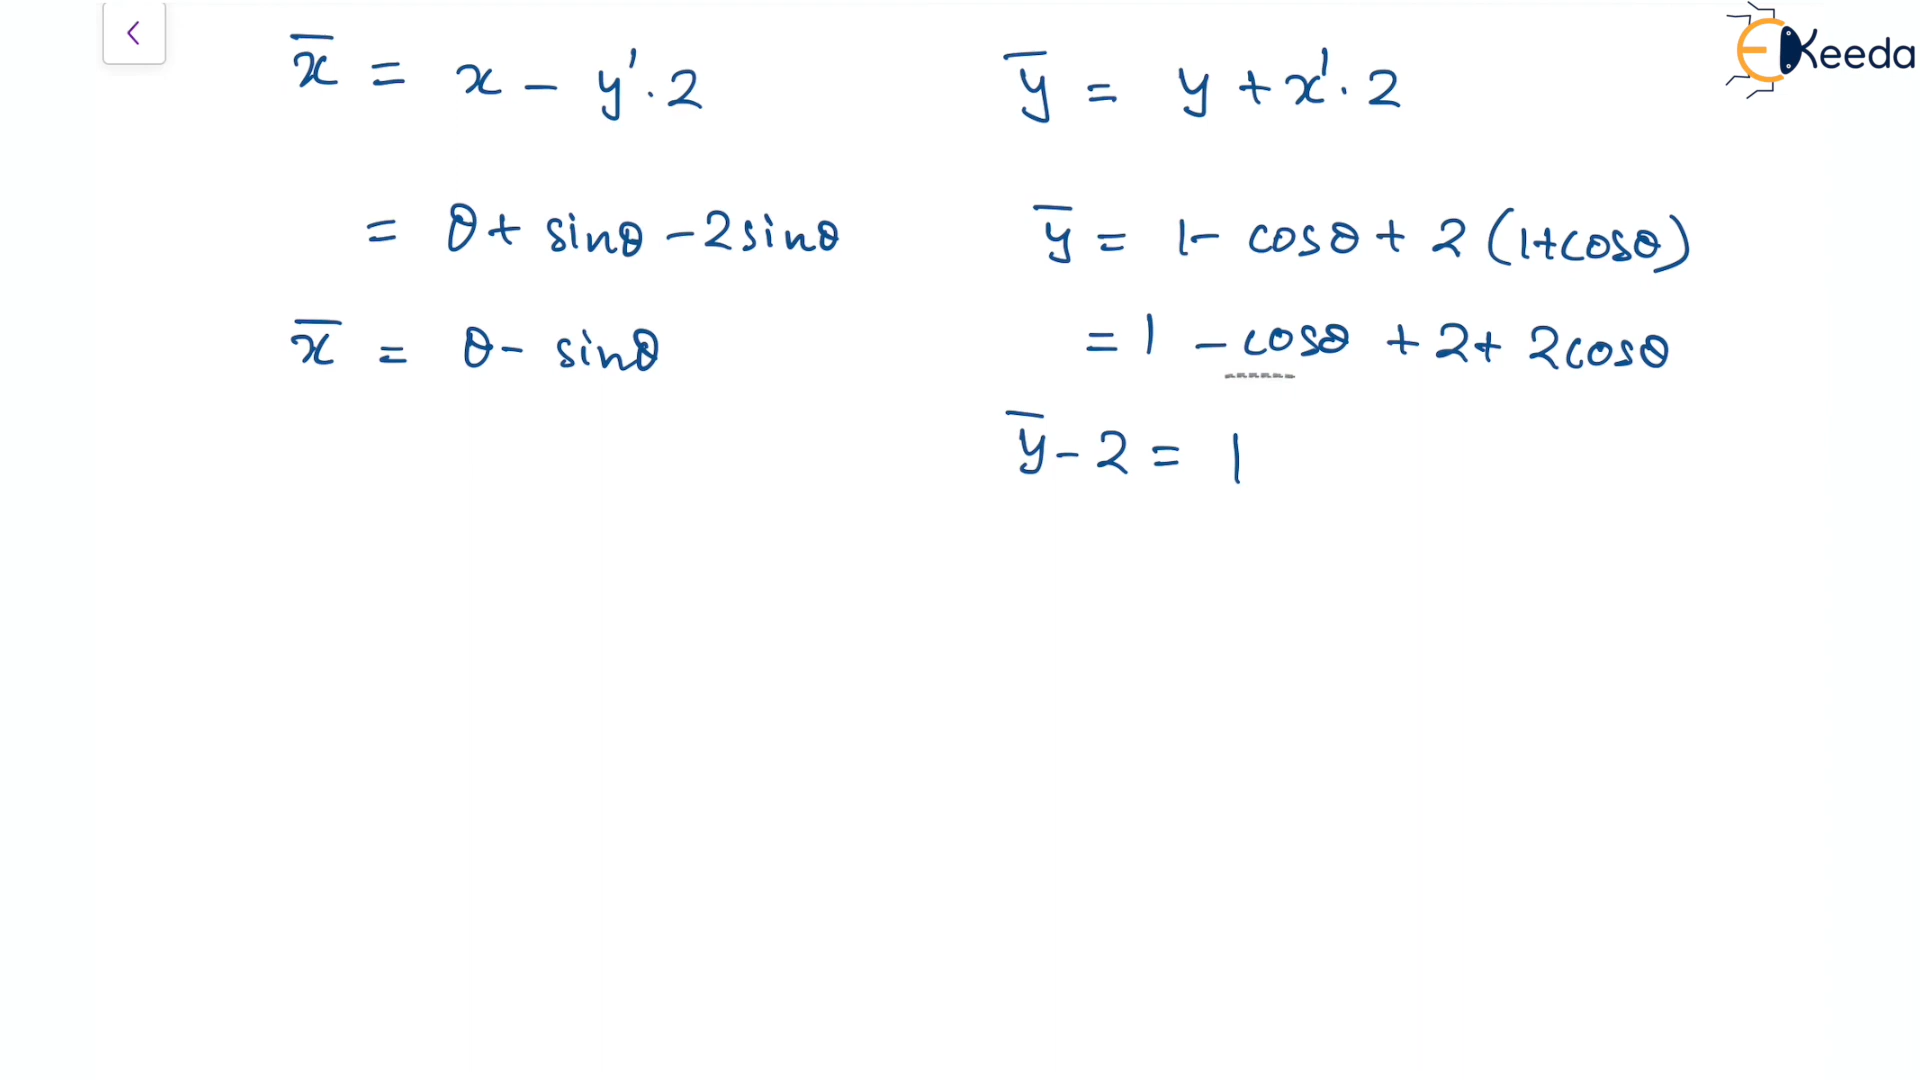 EKeeda
x̄ = x - y'.2
= θ + sinθ - 2sinθ
x̄ = θ - sinθ
ȳ = y + x'.2
ȳ = 1 - cosθ + 2 (1+cosθ)
= 1 - cosθ + 2 + 2cosθ
ȳ - 2 = 1